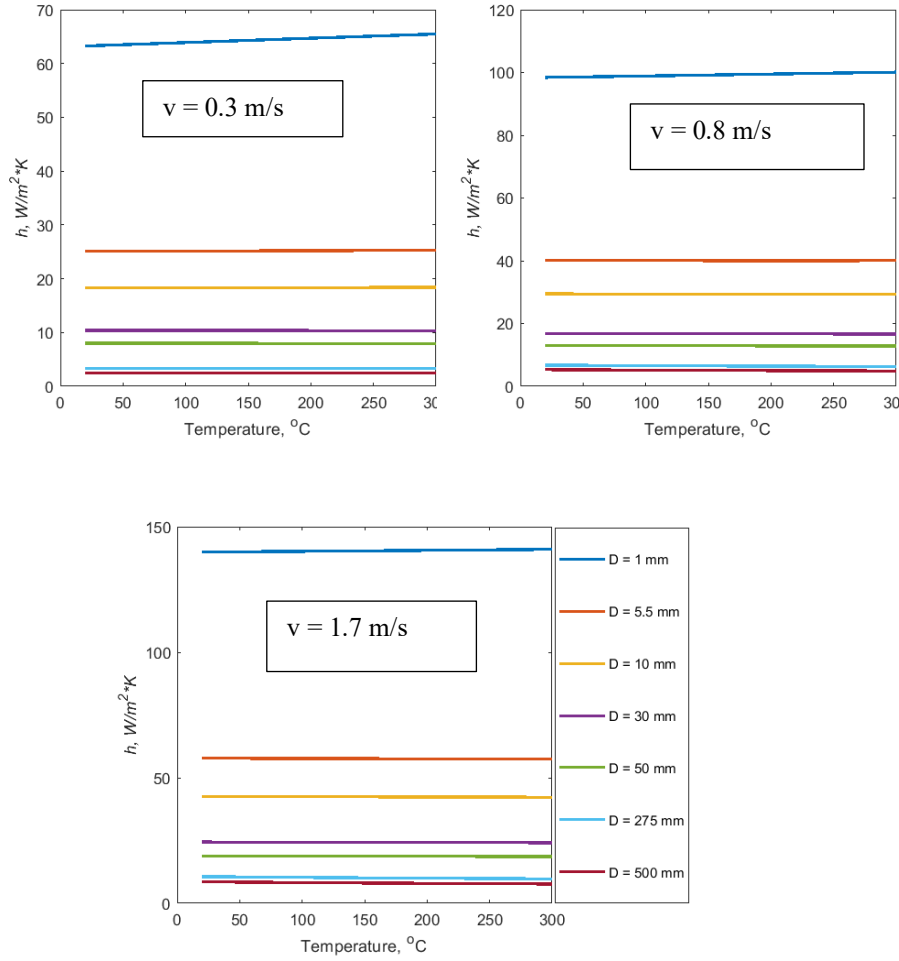 70
60
50
40
30
20
10
0
h, W/m²*K
v = 0.3 m/s
0 50 100 150 200 250 300
Temperature, °C
120
100
80
60
40
20
0
h, W/m²*K
v = 0.8 m/s
0 50 100 150 200 250 300
Temperature, °C
150
100
50
0
h, W/m²*K
v = 1.7 m/s
0 50 100 150 200 250 300
Temperature, °C
D = 1 mm
D = 5.5 mm
D = 10 mm
D = 30 mm
D = 50 mm
D = 275 mm
D = 500 mm